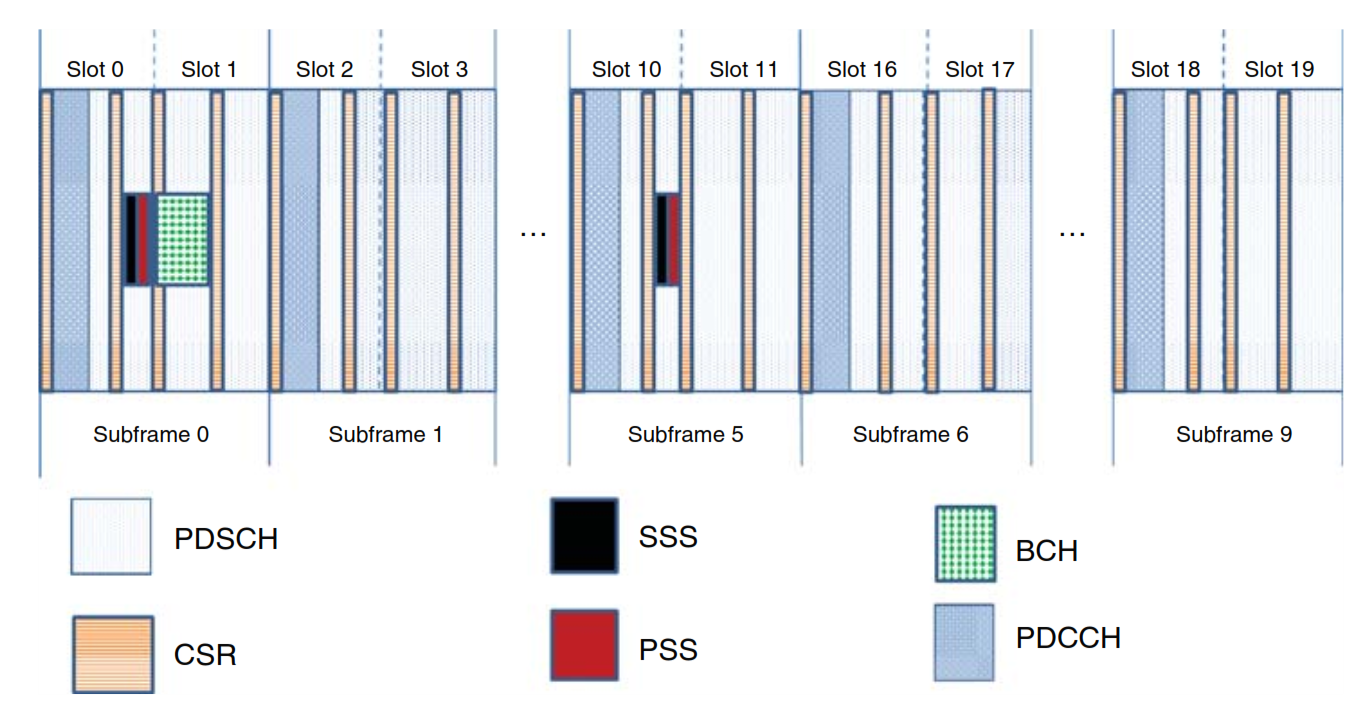 Slot 0 Slot 1 Slot 2 Slot 3 Slot 10 Slot 11 Slot 16 Slot 17 Slot 18 Slot 19
... ...
Subframe 0 Subframe 1 Subframe 5 Subframe 6 Subframe 9
PDSCH SSS BCH
CSR PSS PDCCH